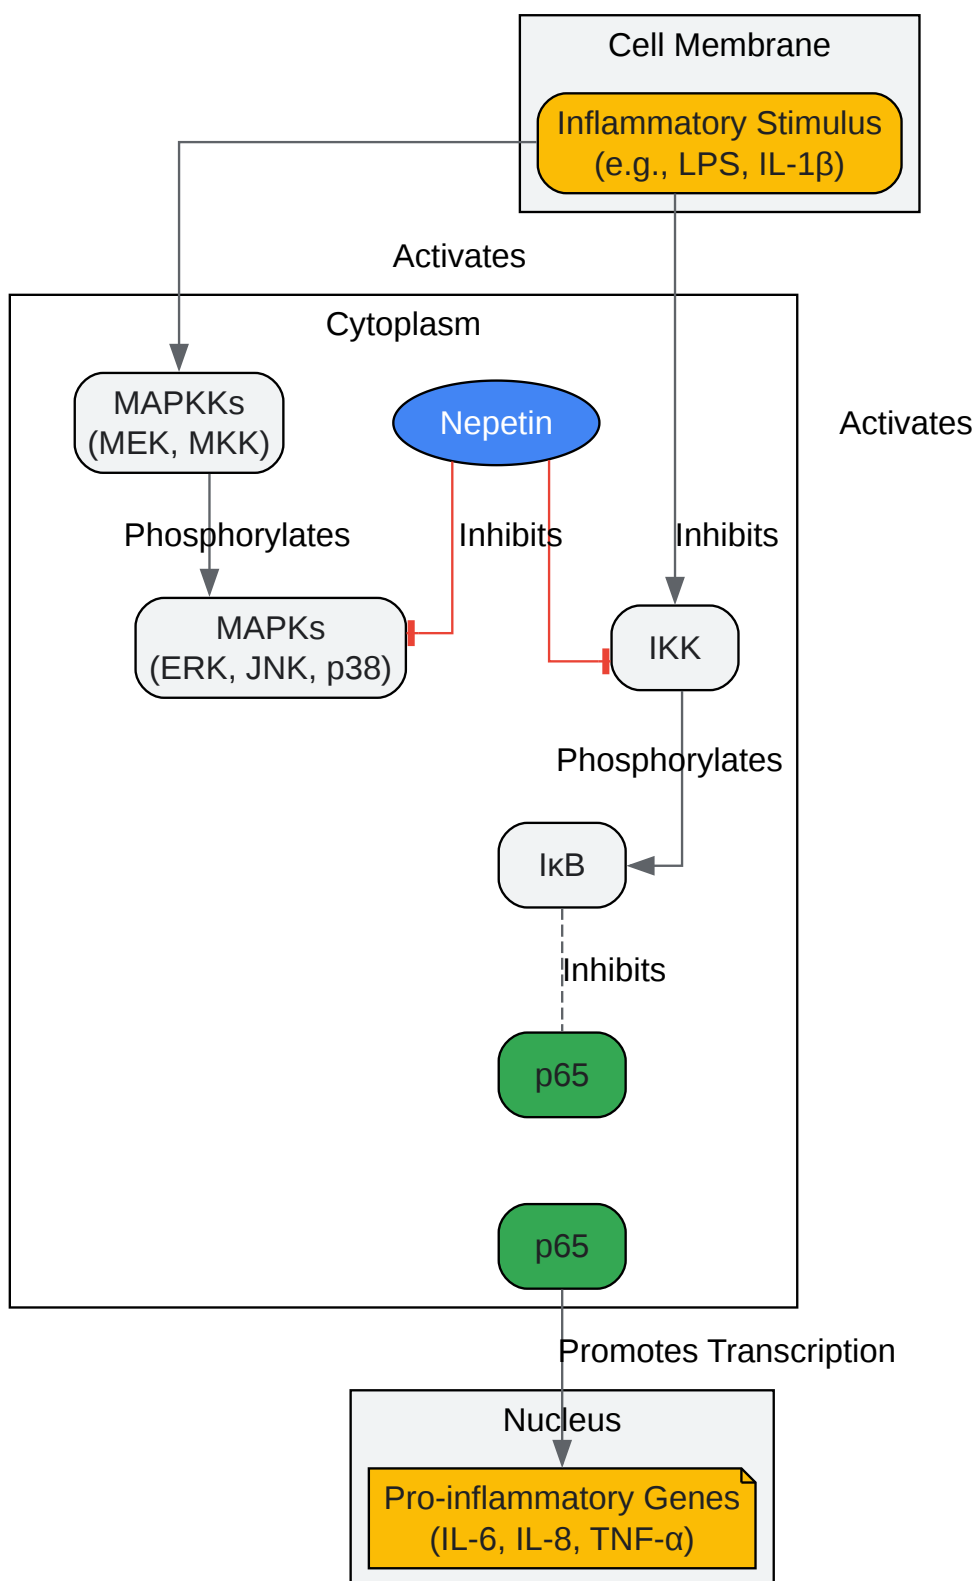 Cell Membrane
Inflammatory Stimulus
(e.g., LPS, IL-1β)
Activates
Cytoplasm
MAPKKs
(MEK, MKK)
Nepetin
Activates
Phosphorylates
Inhibits
Inhibits
MAPKs
(ERK, JNK, p38)
IKK
Phosphorylates
IκB
Inhibits
p65
p65
Promotes Transcription
Nucleus
Pro-inflammatory Genes
(IL-6, IL-8, TNF-α)